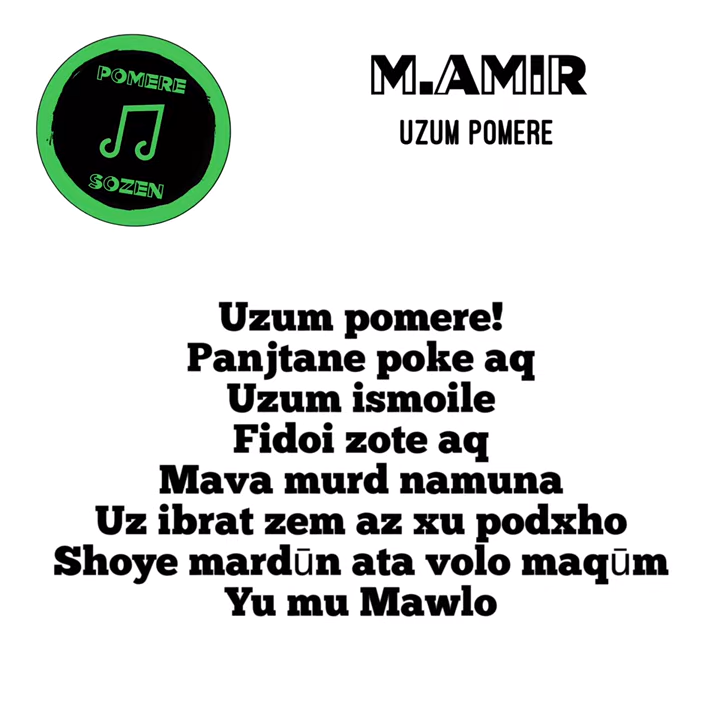 POMERE
SOZEN
M.AMIR
UZUM POMERE
Uzum pomere!
Panjtane poke aq
Uzum ismoile
Fidoi zote aq
Mava murd namuna
Uz ibrat zem az xu podxho
Shoye mardūn ata volo maqūm
Yu mu Mawlo